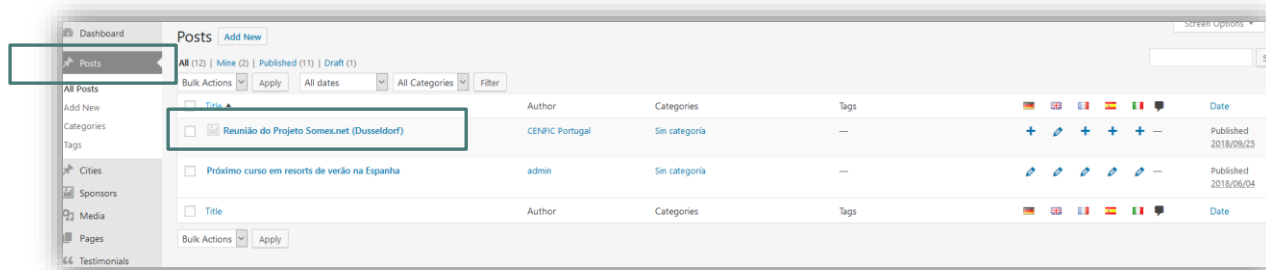 Dashboard
Posts
All Posts
Add New
Categories
Tags
Cities
Sponsors
Media
Pages
Testimonials
Screen Options
Posts Add New
All (12) | Mine (2) | Published (11) | Draft (1)
Bulk Actions Apply All dates All Categories Filter
Title Author Categories Tags Date
Reunião do Projeto Somex.net (Dusseldorf) CENFIC Portugal Sin categoría — — Published
2018/09/25
Próximo curso em resorts de verão na Espanha admin Sin categoría — — Published
2018/06/04
Title Author Categories Tags Date
Bulk Actions Apply